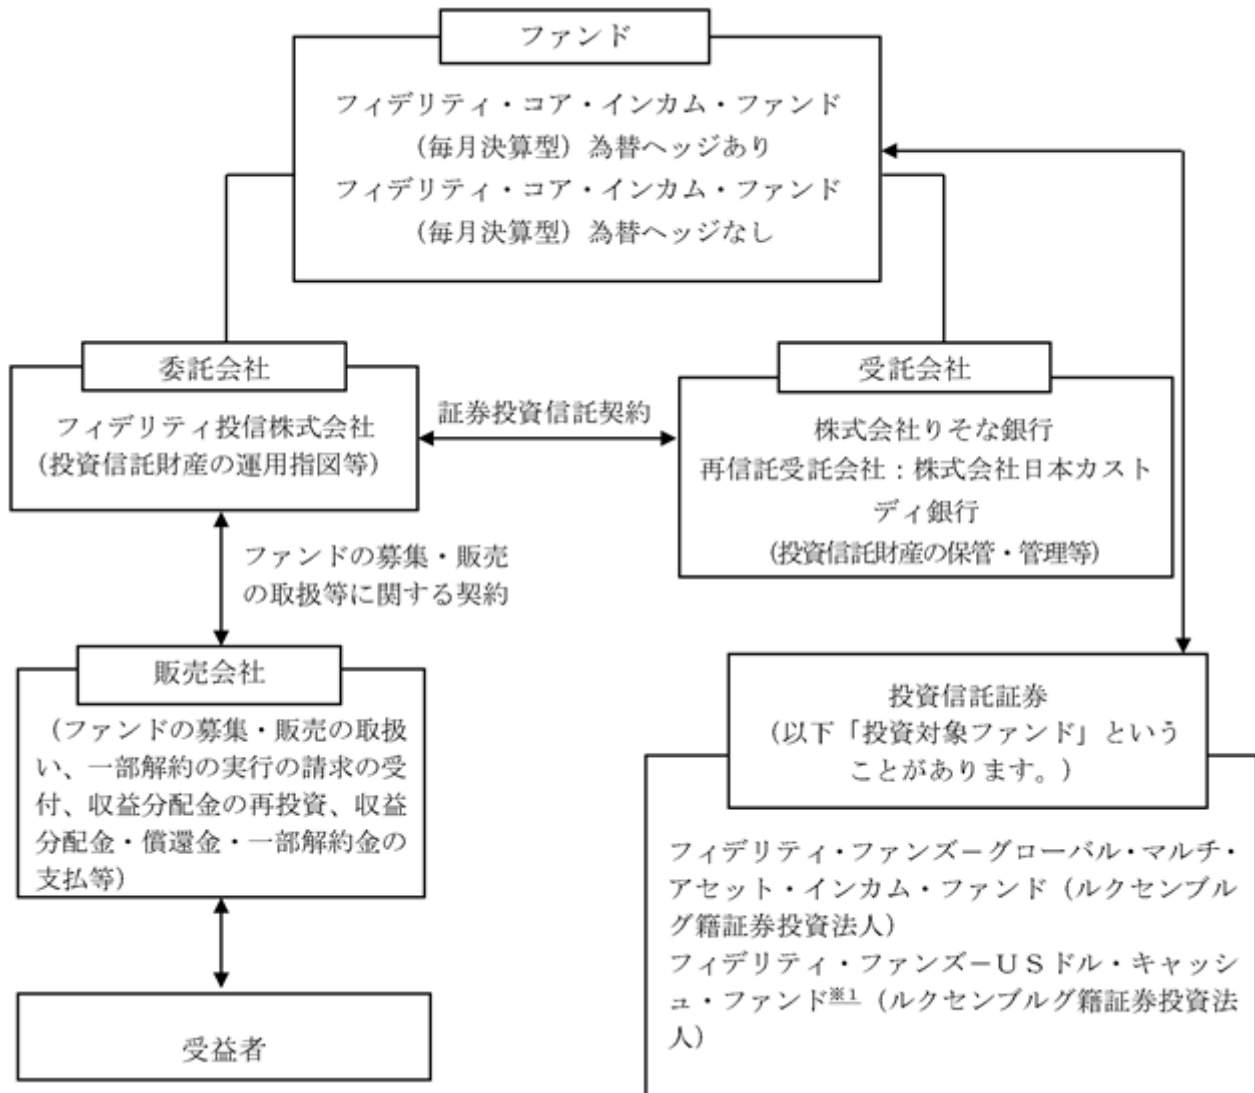 ファンド
フィデリティ・コア・インカム・ファンド
（毎月決算型）為替ヘッジあり
フィデリティ・コア・インカム・ファンド
（毎月決算型）為替ヘッジなし
委託会社
フィデリティ投信株式会社
（投資信託財産の運用指図等）
証券投資信託契約
受託会社
株式会社りそな銀行
再信託受託会社：株式会社日本カスト
ディ銀行
（投資信託財産の保管・管理等）
ファンドの募集・販売
の取扱等に関する契約
販売会社
（ファンドの募集・販売の取扱
い、一部解約の実行の請求の受
付、収益分配金の再投資、収益
分配金・償還金・一部解約金の
支払等）
受益者
投資信託証券
（以下「投資対象ファンド」という
ことがあります。）
フィデリティ・ファンズ－グローバル・マルチ・
アセット・インカム・ファンド（ルクセンブル
グ籍証券投資法人）
フィデリティ・ファンズ－ＵＳドル・キャッシ
ュ・ファンド※1（ルクセンブルグ籍証券投資法
人）